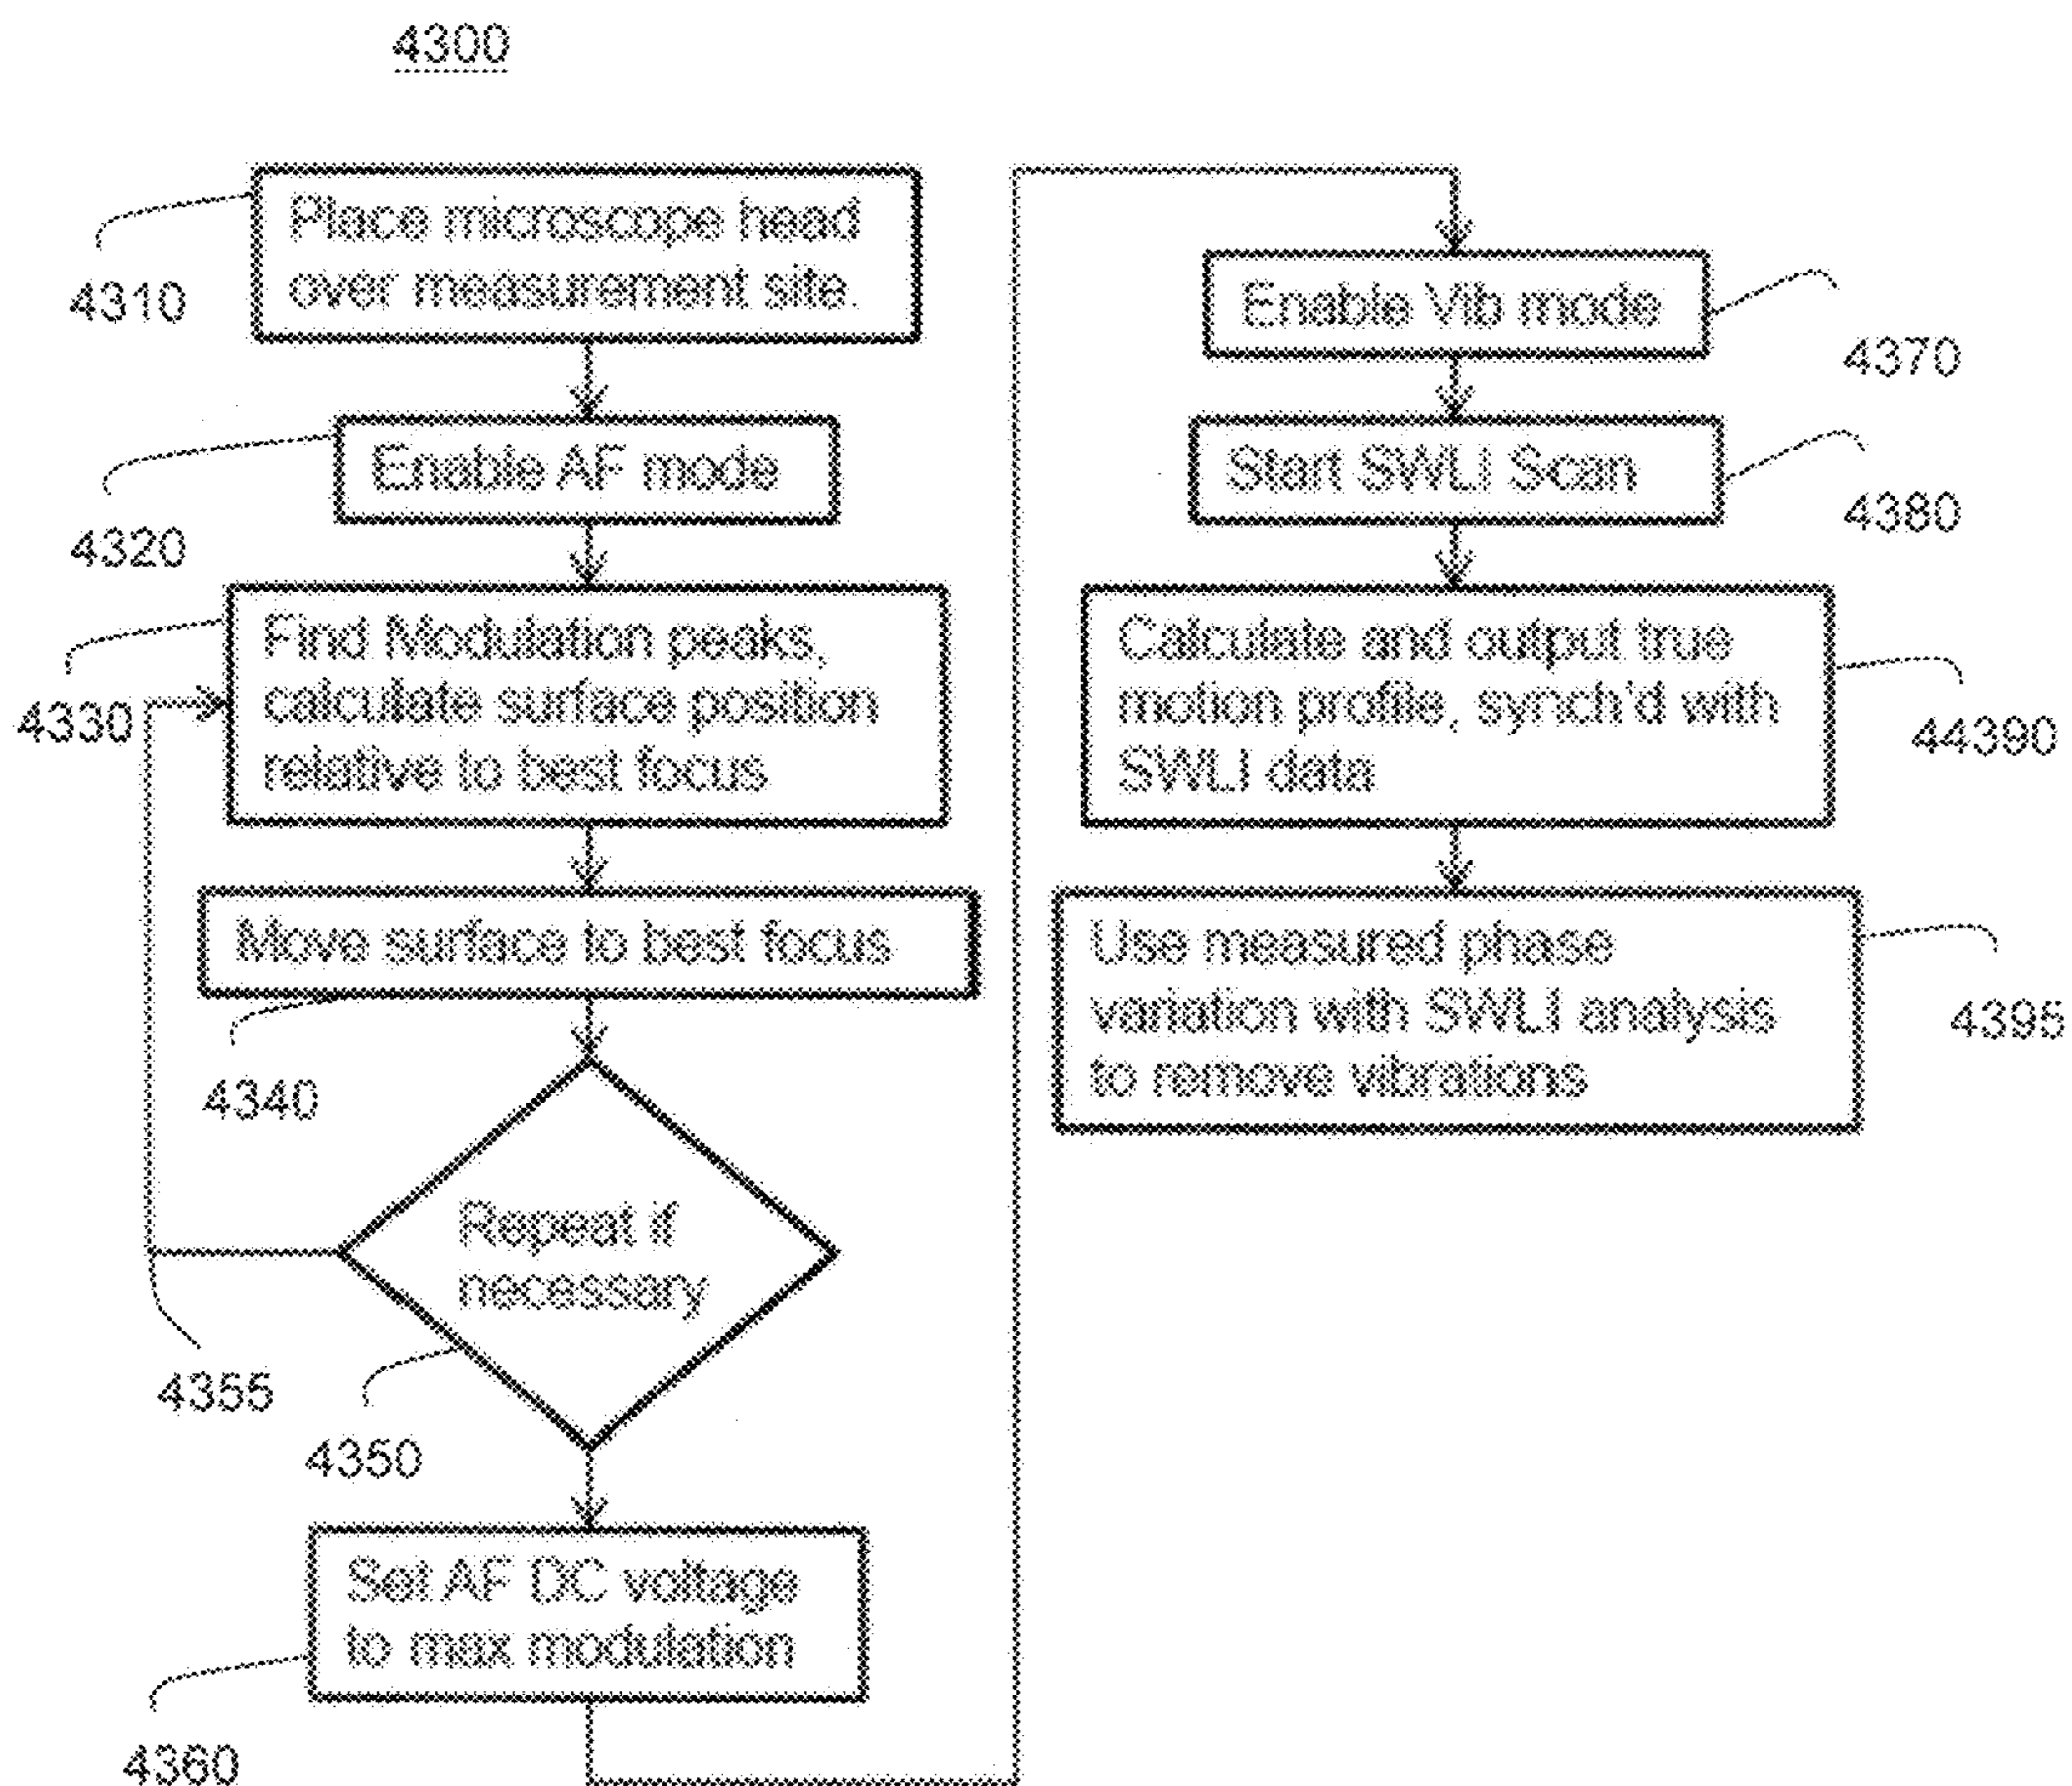 4300
Place microscope head
over measurement site.
4310
Enable AF mode
4320
Find Modulation peaks,
calculate surface position
relative to best focus
4330
Move surface to best focus
4340
Repeat if
necessary
4355
4350
Set AF DC voltage
to max modulation
4360
Enable Vib mode
4370
Start SWLI Scan
4380
Calculate and output true
motion profile, synch'd with
SWLI data
44390
Use measured phase
variation with SWLI analysis
to remove vibrations
4395